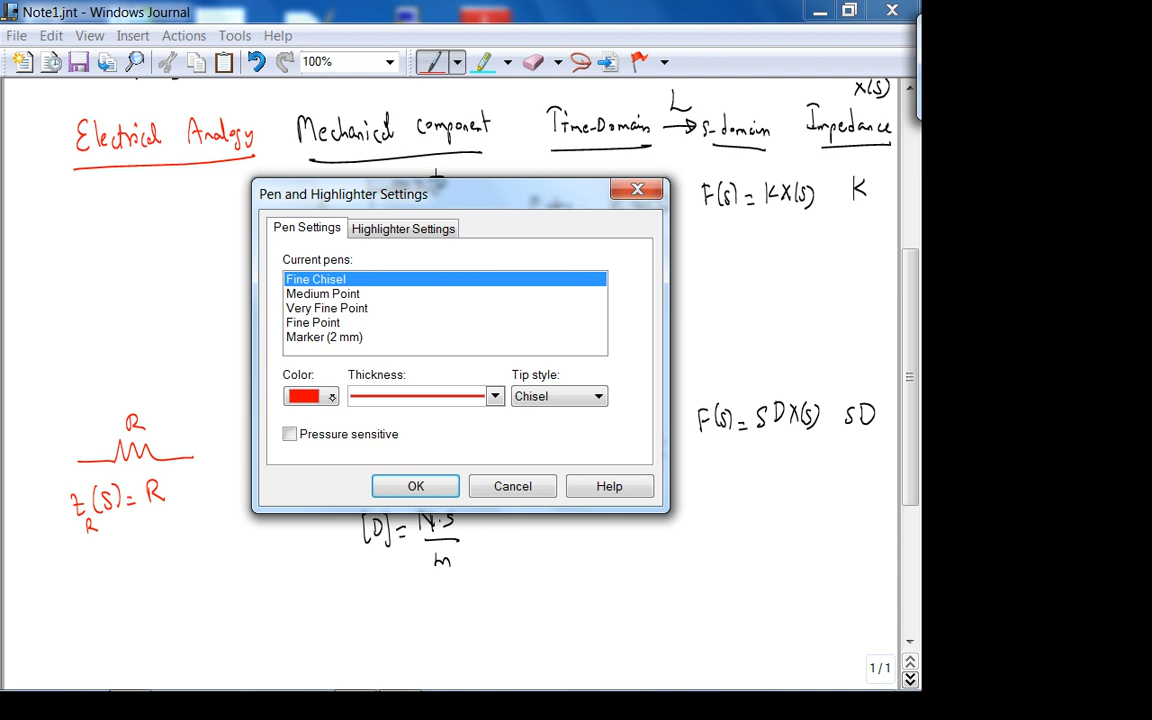 Note1.jnt - Windows Journal
File Edit View Insert Actions Tools Help
100%
X(s)
Electrical Analogy Mechanical component Time-Domain L → s-domain Impedance
F(s) = KX(s) K
Pen and Highlighter Settings
Pen Settings Highlighter Settings
Current pens:
Fine Chisel
Medium Point
Very Fine Point
Fine Point
Marker (2 mm)
Color: Thickness: Tip style:
Chisel
Pressure sensitive
OK Cancel Help
R
F(s) = SDX(s) SD
Z_R(s) = R
[D] = N.S
m
1 / 1